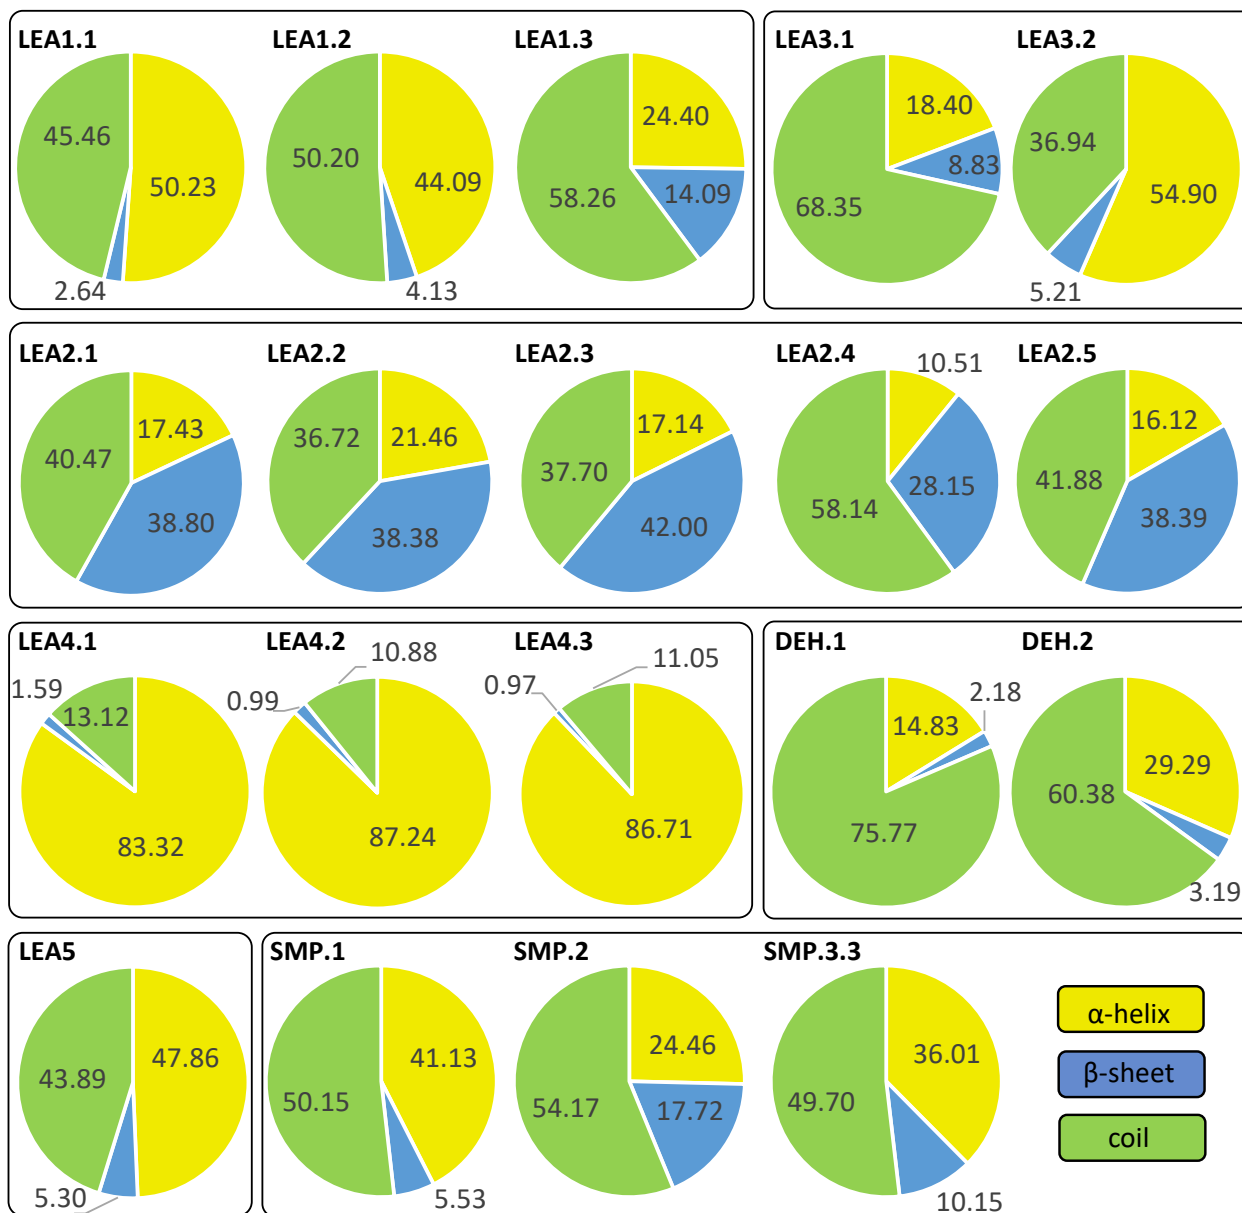 LEA1.1 LEA1.2 LEA1.3 LEA3.1 LEA3.2
45.46 50.23 2.64
50.20 44.09 4.13
24.40 14.09 58.26
18.40 8.83 68.35
36.94 54.90 5.21
LEA2.1 LEA2.2 LEA2.3 LEA2.4 LEA2.5
17.43 40.47 38.80
36.72 21.46 38.38
17.14 37.70 42.00
10.51 28.15 58.14
16.12 41.88 38.39
LEA4.1 LEA4.2 LEA4.3 DEH.1 DEH.2
1.59 13.12 83.32
10.88 0.99 87.24
11.05 0.97 86.71
2.18 14.83 75.77
29.29 60.38 3.19
LEA5 SMP.1 SMP.2 SMP.3.3
47.86 43.89 5.30
41.13 50.15 5.53
24.46 17.72 54.17
36.01 49.70 10.15
α-helix
β-sheet
coil